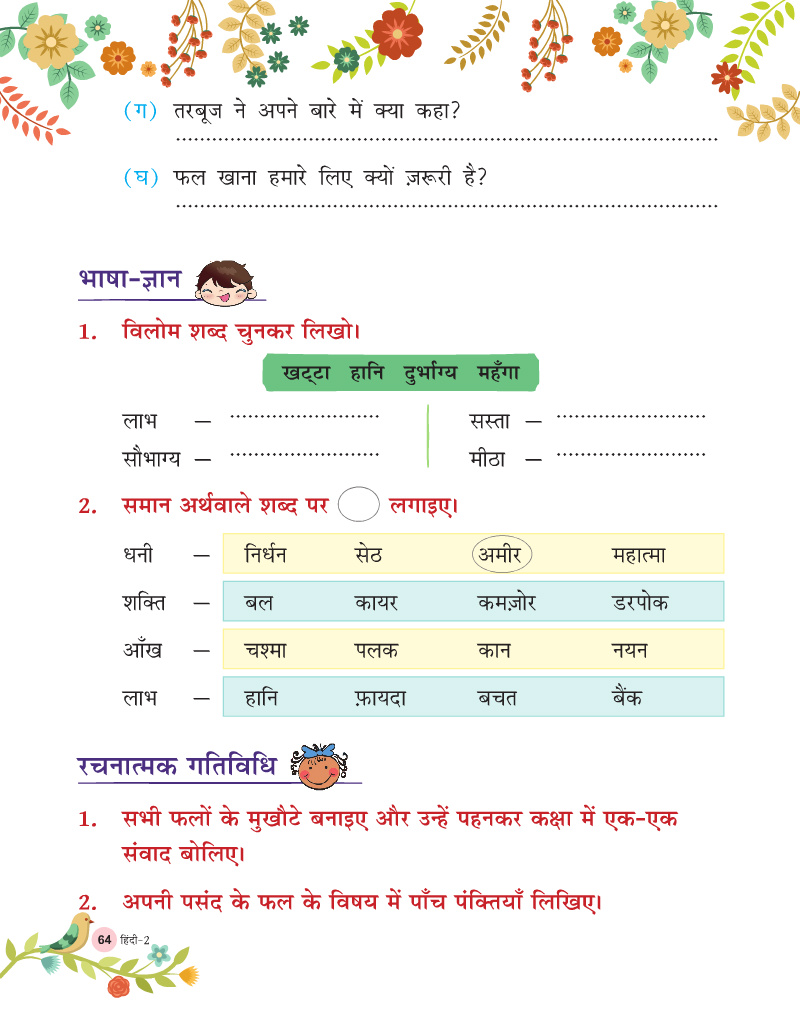 (ग) तरबूज ने अपने बारे में क्या कहा?
(घ) फल खाना हमारे लिए क्यों ज़रूरी है?
भाषा-ज्ञान
1. विलोम शब्द चुनकर लिखो।
खट्‌टा हानि दुर्भाग्य महँगा
लाभ – सस्ता –
सौभाग्य – मीठा –
2. समान अर्थवाले शब्द पर लगाइए।
धनी – निर्धन सेठ अमीर महात्मा
शक्ति – बल कायर कमज़ोर डरपोक
आँख – चश्मा पलक कान नयन
लाभ – हानि फ़ायदा बचत बैंक
रचनात्मक गतिविधि
1. सभी फलों के मुखौटे बनाइए और उन्हें पहनकर कक्षा में एक-एक
संवाद बोलिए।
2. अपनी पसंद के फल के विषय में पाँच पंक्तियाँ लिखिए।
64 हिंदी-2